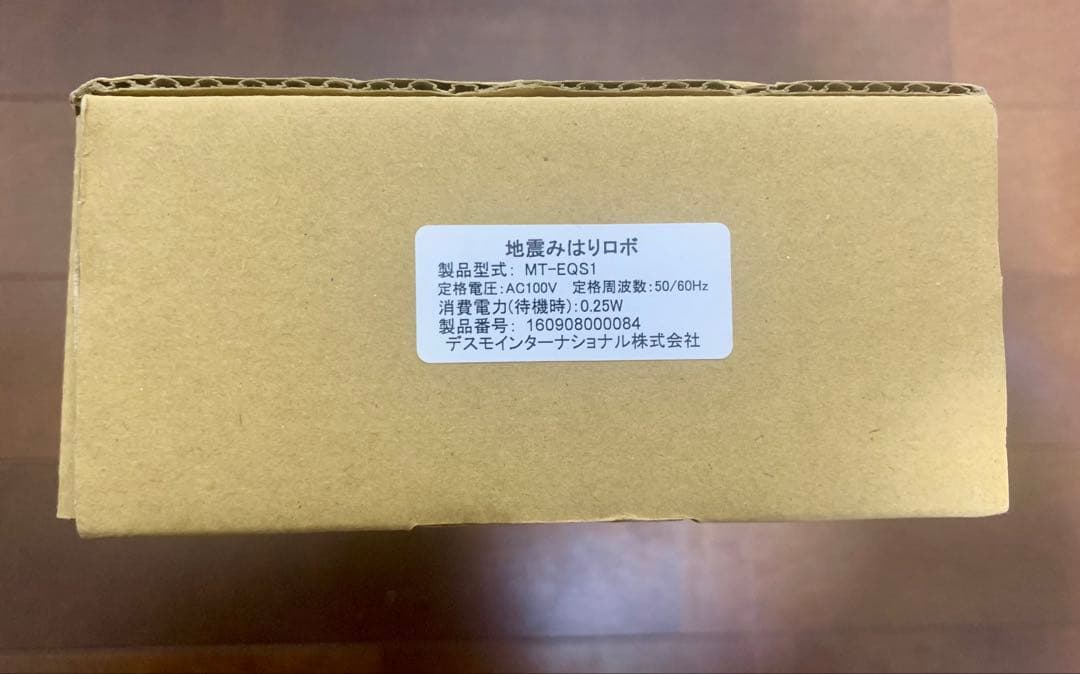 地震みはりロボ
製品型式: MT-EQS1
定格電圧:AC100V 定格周波数:50/60Hz
消費電力(待機時):0.25W
製品番号: 160908000084
デスモインターナショナル株式会社